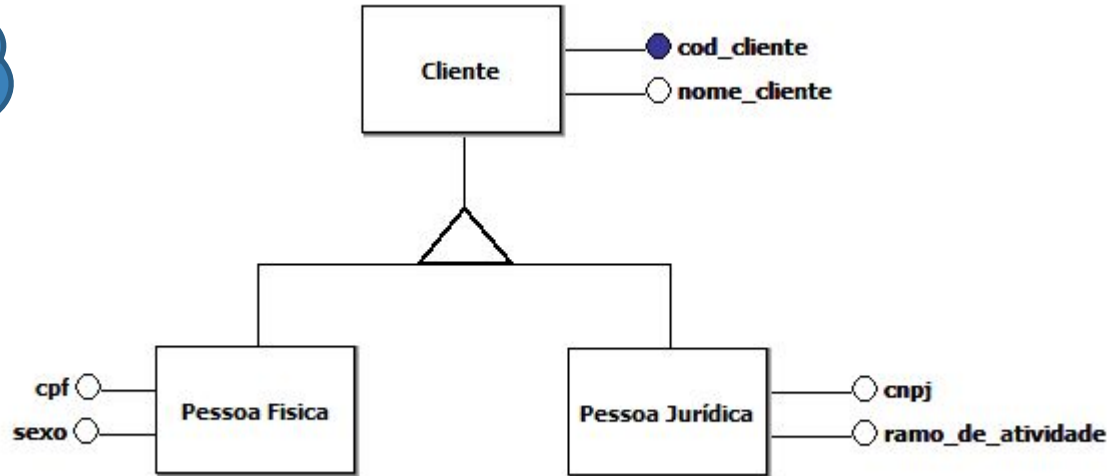 Cliente
cod_cliente
nome_cliente
cpf
sexo
Pessoa Fisica
Pessoa Jurídica
cnpj
ramo_de_atividade